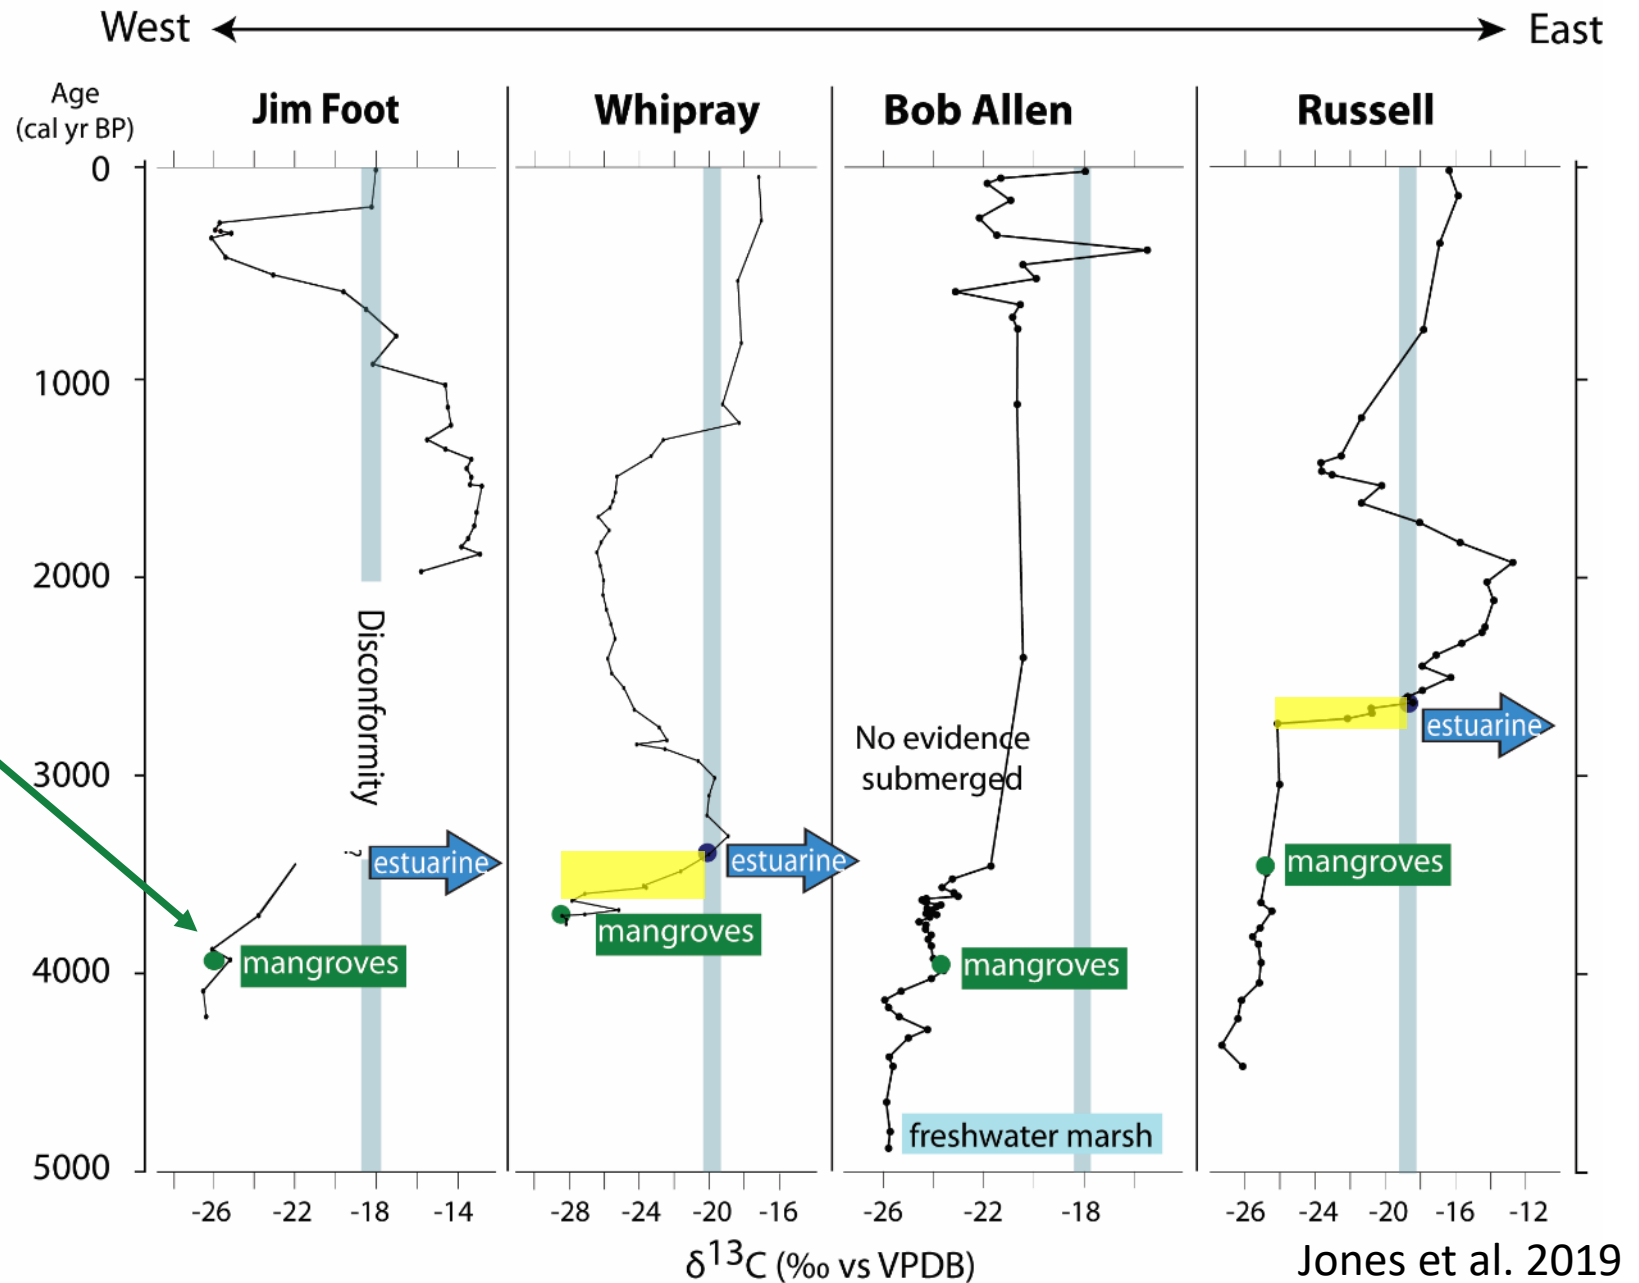 West
East
Age
(cal yr BP)
Jim Foot
Whipray
Bob Allen
Russell
0
1000
2000
3000
4000
5000
Disconformity
?
estuarine
mangroves
estuarine
mangroves
No evidence
submerged
mangroves
freshwater marsh
estuarine
mangroves
-26 -22 -18 -14
-28 -24 -20 -16
-26 -22 -18
-26 -24 -20 -16 -12
δ13C (‰ vs VPDB)
Jones et al. 2019